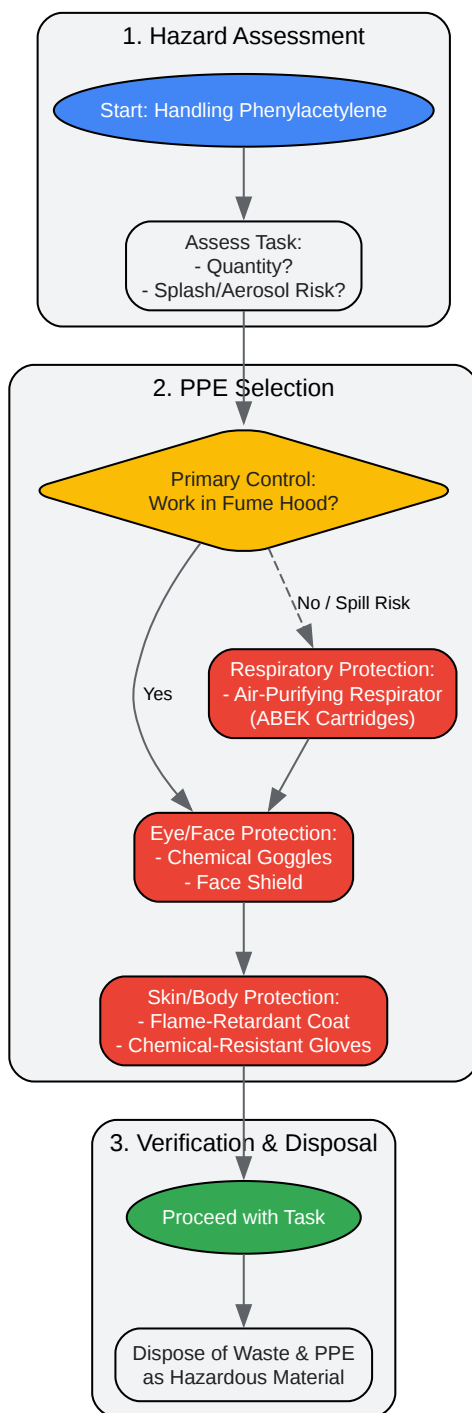 1. Hazard Assessment
Start: Handling Phenylacetylene
Assess Task:
- Quantity?
- Splash/Aerosol Risk?
2. PPE Selection
Primary Control:
Work in Fume Hood?
No / Spill Risk
Respiratory Protection:
- Air-Purifying Respirator
(ABEK Cartridges)
Yes
Eye/Face Protection:
- Chemical Goggles
- Face Shield
Skin/Body Protection:
- Flame-Retardant Coat
- Chemical-Resistant Gloves
3. Verification & Disposal
Proceed with Task
Dispose of Waste & PPE
as Hazardous Material